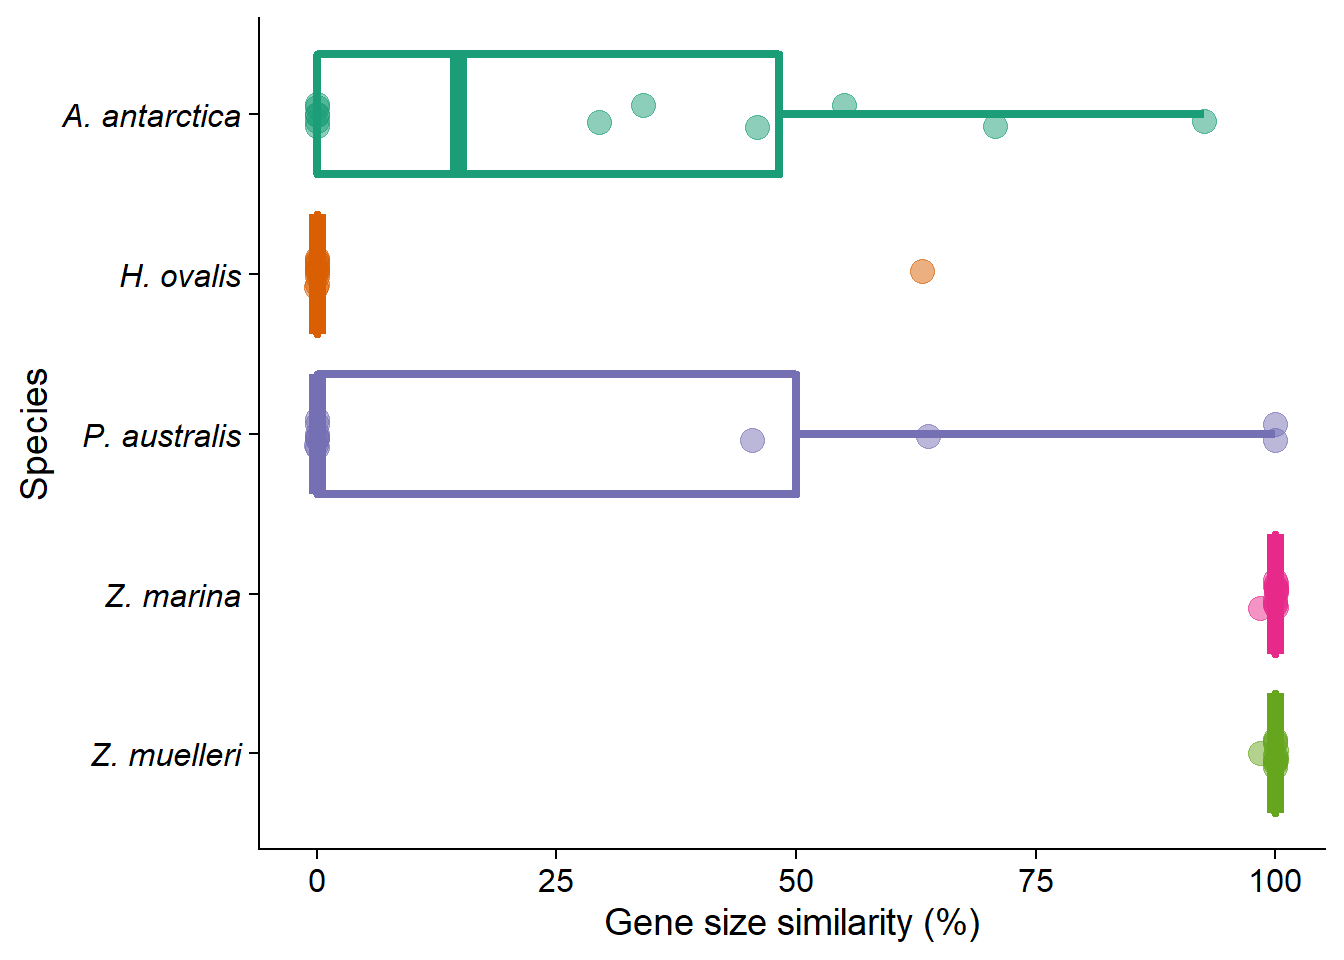 A. antarctica
H. ovalis
P. australis
Z. marina
Z. muelleri
Species
0 25 50 75 100
Gene size similarity (%)